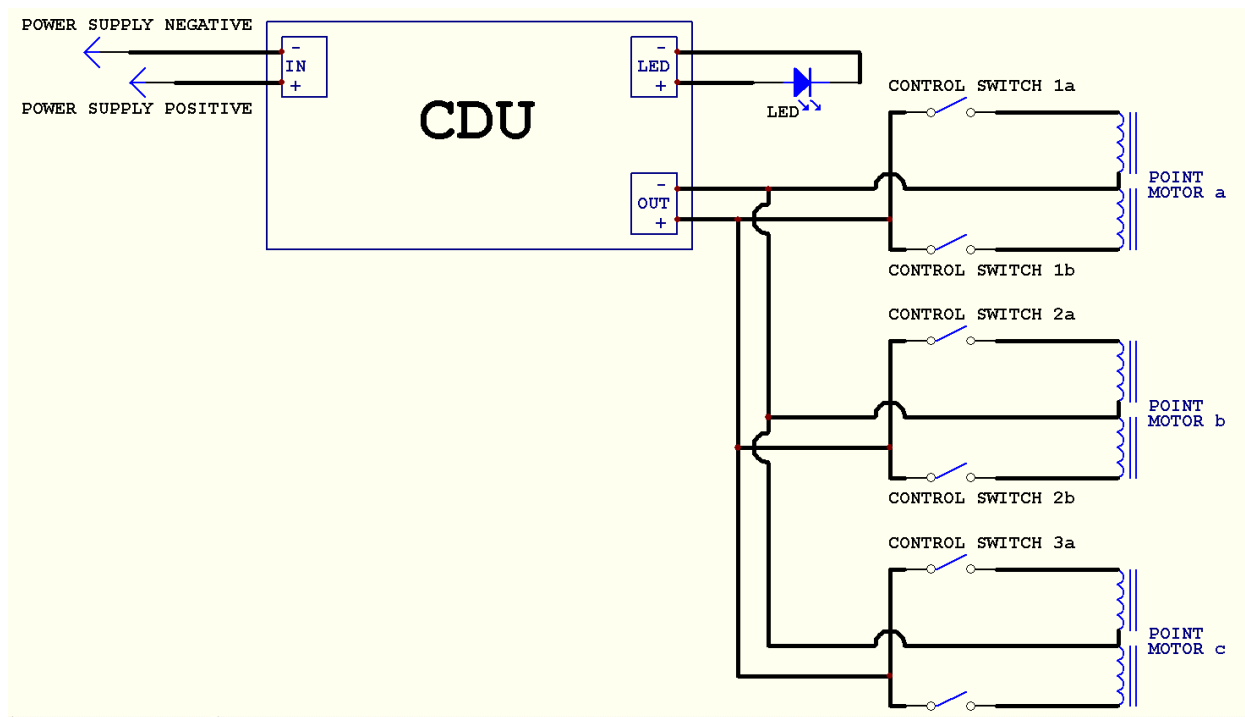 POWER SUPPLY NEGATIVE
-
IN
+
POWER SUPPLY POSITIVE
CDU
-
LED
+
LED
-
OUT
+
CONTROL SWITCH 1a
POINT
MOTOR a
CONTROL SWITCH 1b
CONTROL SWITCH 2a
POINT
MOTOR b
CONTROL SWITCH 2b
CONTROL SWITCH 3a
POINT
MOTOR c